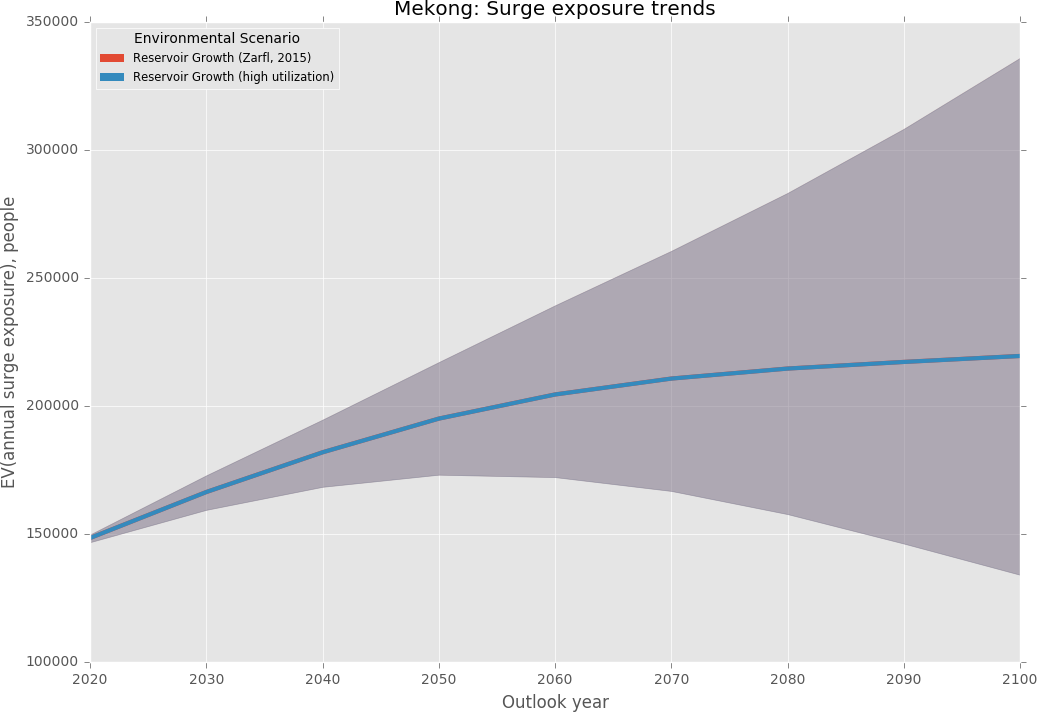 Mekong: Surge exposure trends
350000
300000
250000
200000
150000
100000
EV(annual surge exposure), people
Environmental Scenario
Reservoir Growth (Zarfl, 2015)
Reservoir Growth (high utilization)
2020 2030 2040 2050 2060 2070 2080 2090 2100
Outlook year